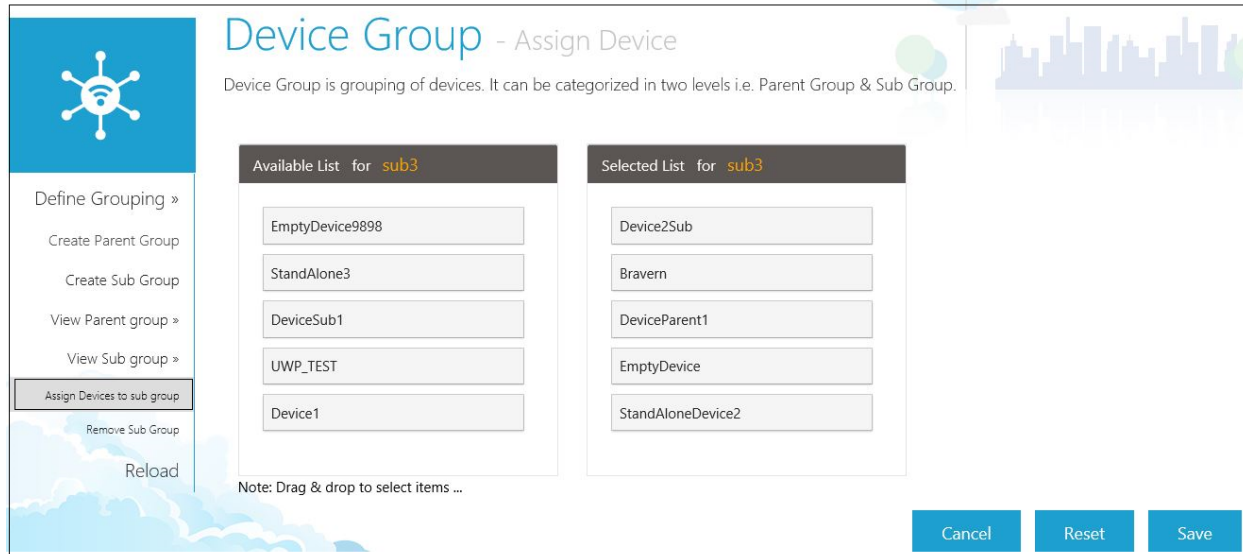 Device Group - Assign Device
Device Group is grouping of devices. It can be categorized in two levels i.e. Parent Group & Sub Group.
Define Grouping »
Create Parent Group
Create Sub Group
View Parent group »
View Sub group »
Assign Devices to sub group
Remove Sub Group
Reload
Available List for sub3
EmptyDevice9898
StandAlone3
DeviceSub1
UWP_TEST
Device1
Selected List for sub3
Device2Sub
Bravern
DeviceParent1
EmptyDevice
StandAloneDevice2
Note: Drag & drop to select items ...
Cancel
Reset
Save